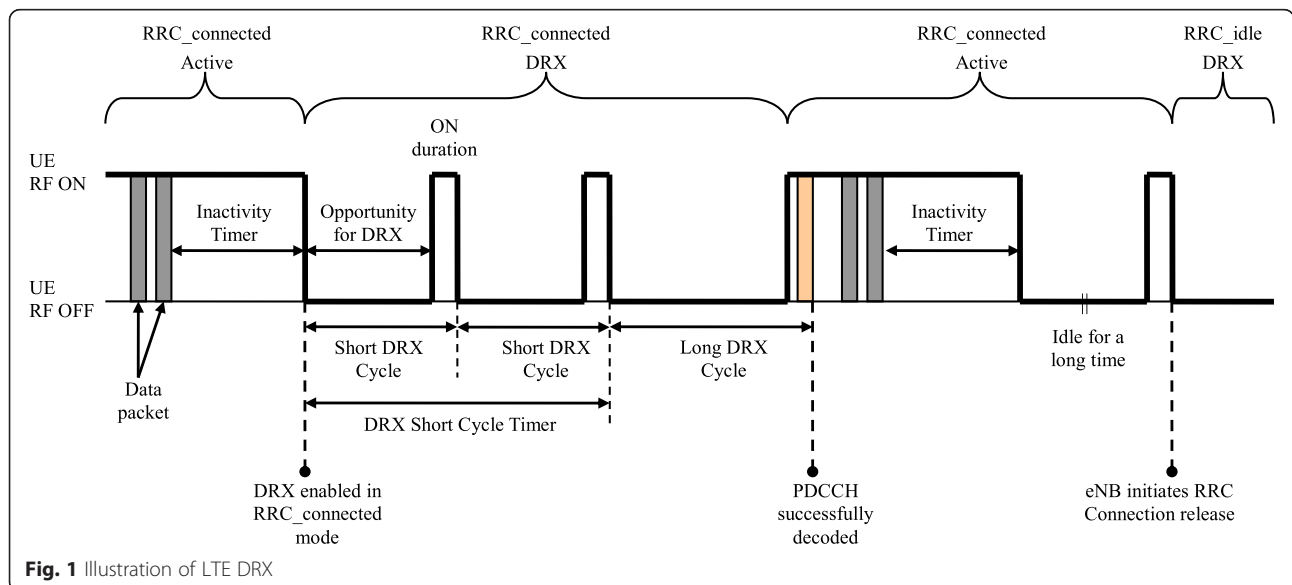 RRC_connected
Active
RRC_connected
DRX
RRC_connected
Active
RRC_idle
DRX
ON
duration
UE
RF ON
Inactivity
Timer
Opportunity
for DRX
Inactivity
Timer
UE
RF OFF
Short DRX
Cycle
Short DRX
Cycle
Long DRX
Cycle
Idle for a
long time
Data
packet
DRX Short Cycle Timer
DRX enabled in
RRC_connected
mode
PDCCH
successfully
decoded
eNB initiates RRC
Connection release
Fig. 1 Illustration of LTE DRX